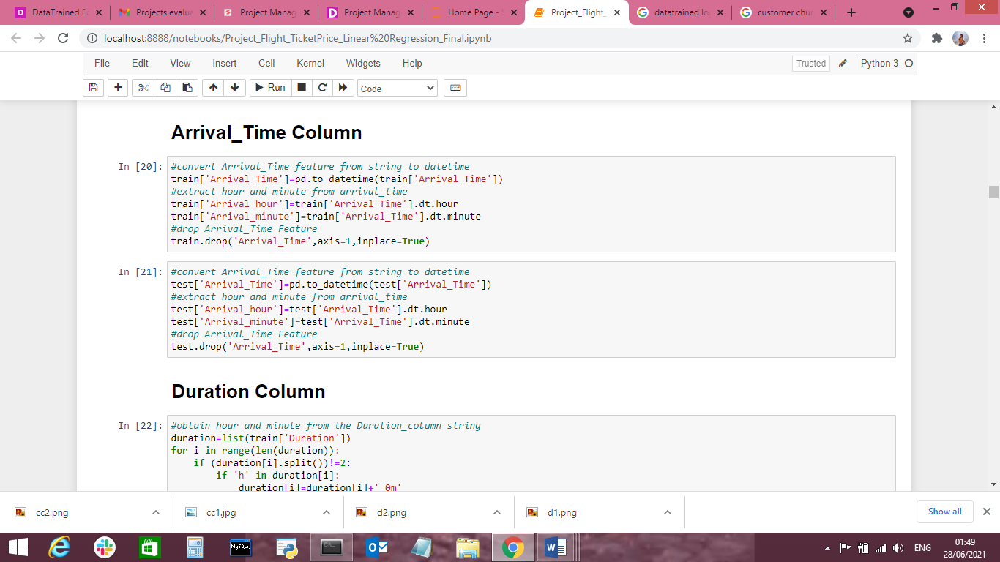 DataTrained Ed
Projects evalua
Project Manag
Project Manag
Home Page - S
Project_Flight_
datatrained lo
customer chur
localhost:8888/notebooks/Project_Flight_TicketPrice_Linear%20Regression_Final.ipynb
File Edit View Insert Cell Kernel Widgets Help
Trusted
Python 3
Run
Code
Arrival_Time Column
In [20]:
#convert Arrival_Time feature from string to datetime
train['Arrival_Time']=pd.to_datetime(train['Arrival_Time'])
#extract hour and minute from arrival_time
train['Arrival_hour']=train['Arrival_Time'].dt.hour
train['Arrival_minute']=train['Arrival_Time'].dt.minute
#drop Arrival_Time Feature
train.drop('Arrival_Time',axis=1,inplace=True)
In [21]:
#convert Arrival_Time feature from string to datetime
test['Arrival_Time']=pd.to_datetime(test['Arrival_Time'])
#extract hour and minute from arrival_time
test['Arrival_hour']=test['Arrival_Time'].dt.hour
test['Arrival_minute']=test['Arrival_Time'].dt.minute
#drop Arrival_Time Feature
test.drop('Arrival_Time',axis=1,inplace=True)
Duration Column
In [22]:
#obtain hour and minute from the Duration_column string
duration=list(train['Duration'])
for i in range(len(duration)):
    if (duration[i].split())!=2:
        if 'h' in duration[i]:
            duration[i]=duration[i]+' 0m'
cc2.png
cc1.jpg
d2.png
d1.png
Show all
MySQL
ENG
01:49
28/06/2021